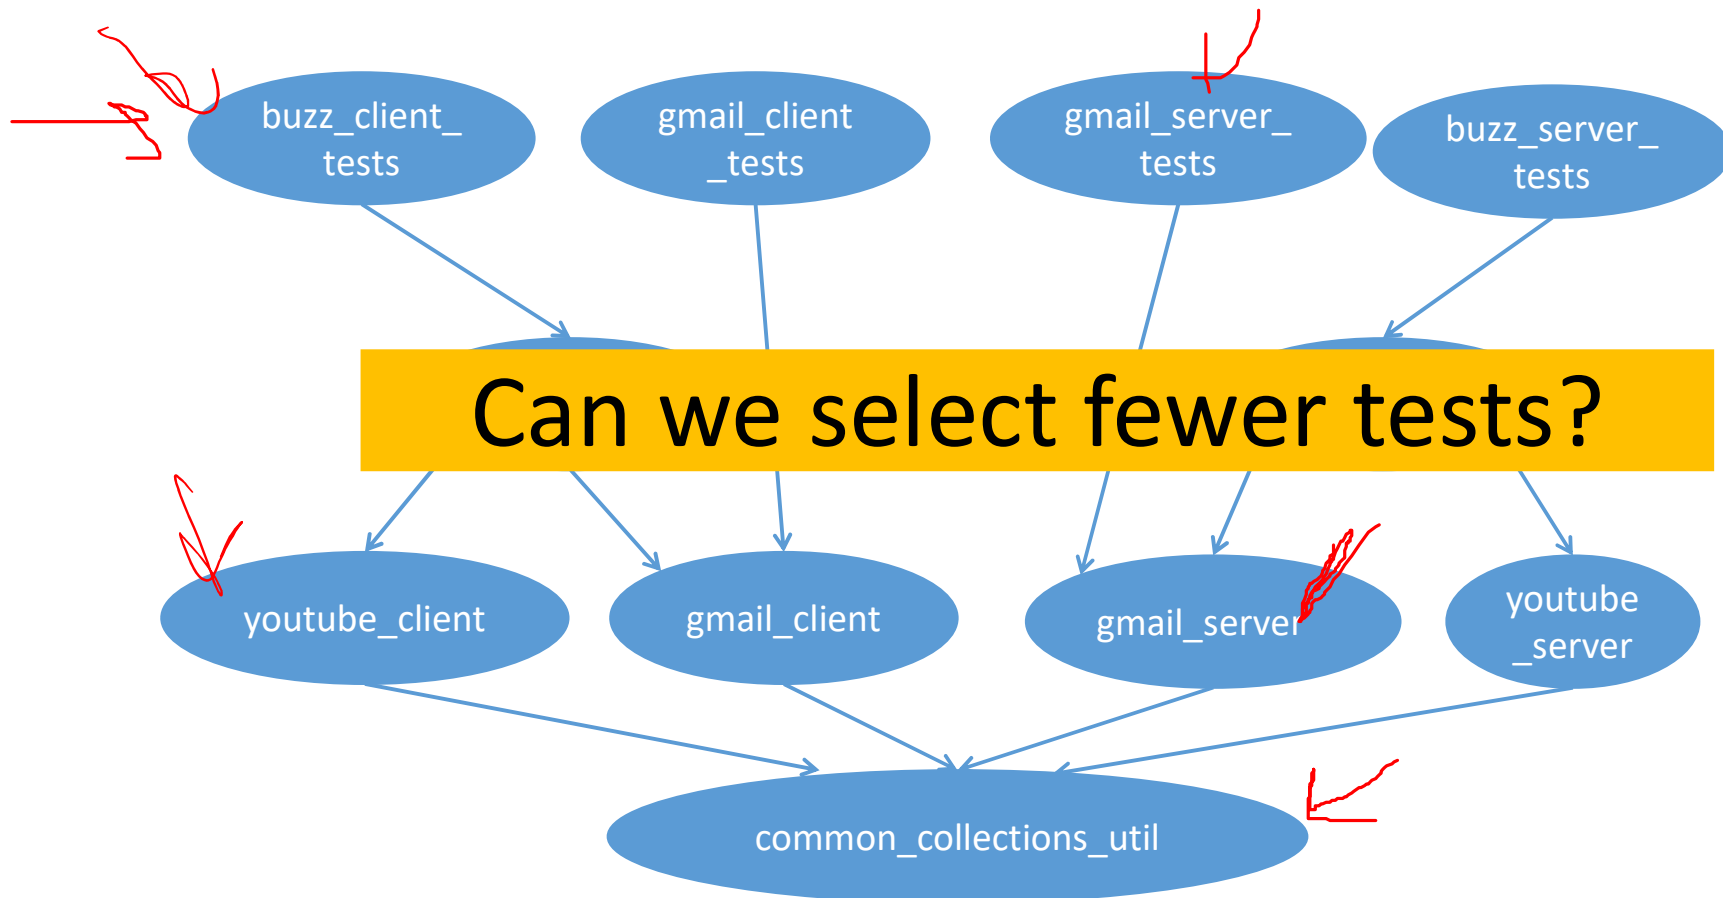 buzz_client_
tests
gmail_client
_tests
gmail_server_
tests
buzz_server_
tests
Can we select fewer tests?
youtube_client
gmail_client
gmail_server
youtube
_server
common_collections_util